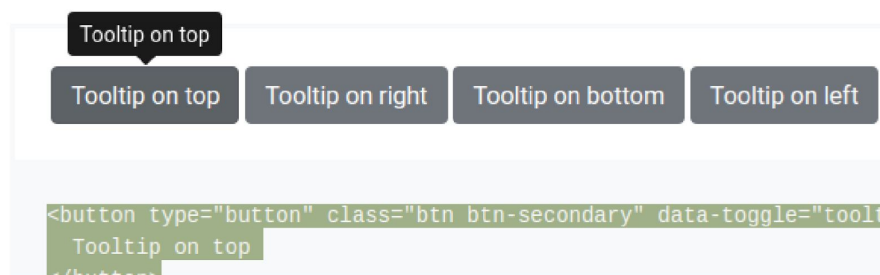 Tooltip on top
Tooltip on top Tooltip on right Tooltip on bottom Tooltip on left
<button type="button" class="btn btn-secondary" data-toggle="toolt
Tooltip on top
</button>